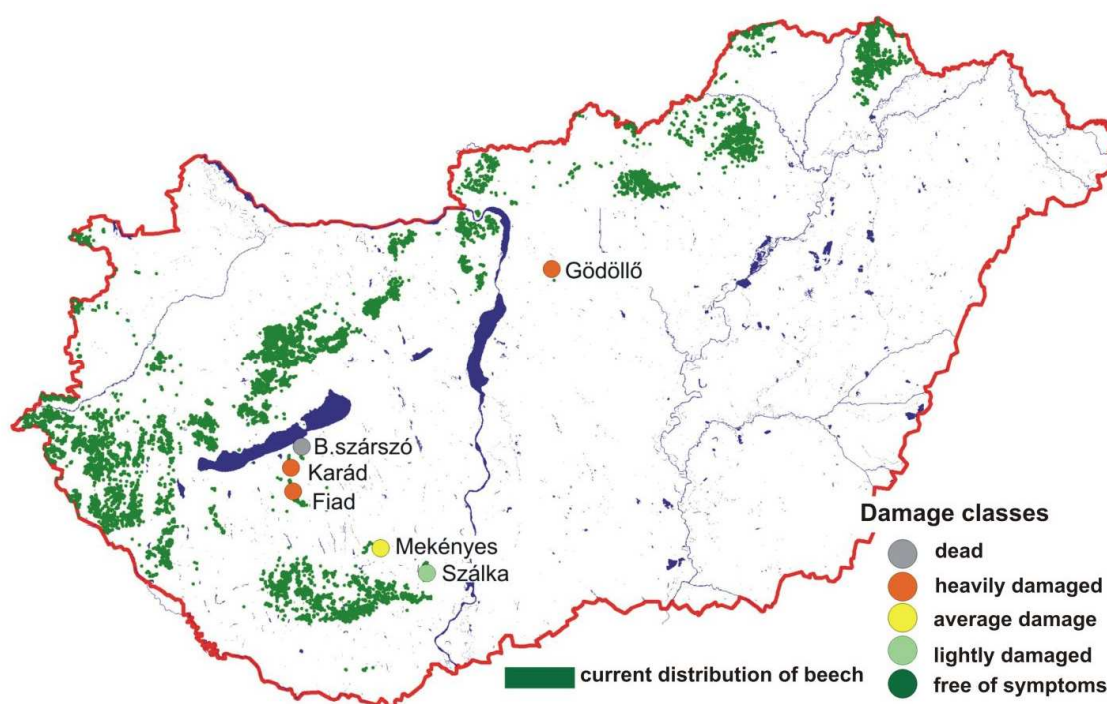 Gödöllő
B.szárszó
Karád
Fiad
Mekényes
Szálka
Damage classes
dead
heavily damaged
average damage
lightly damaged
free of symptoms
current distribution of beech